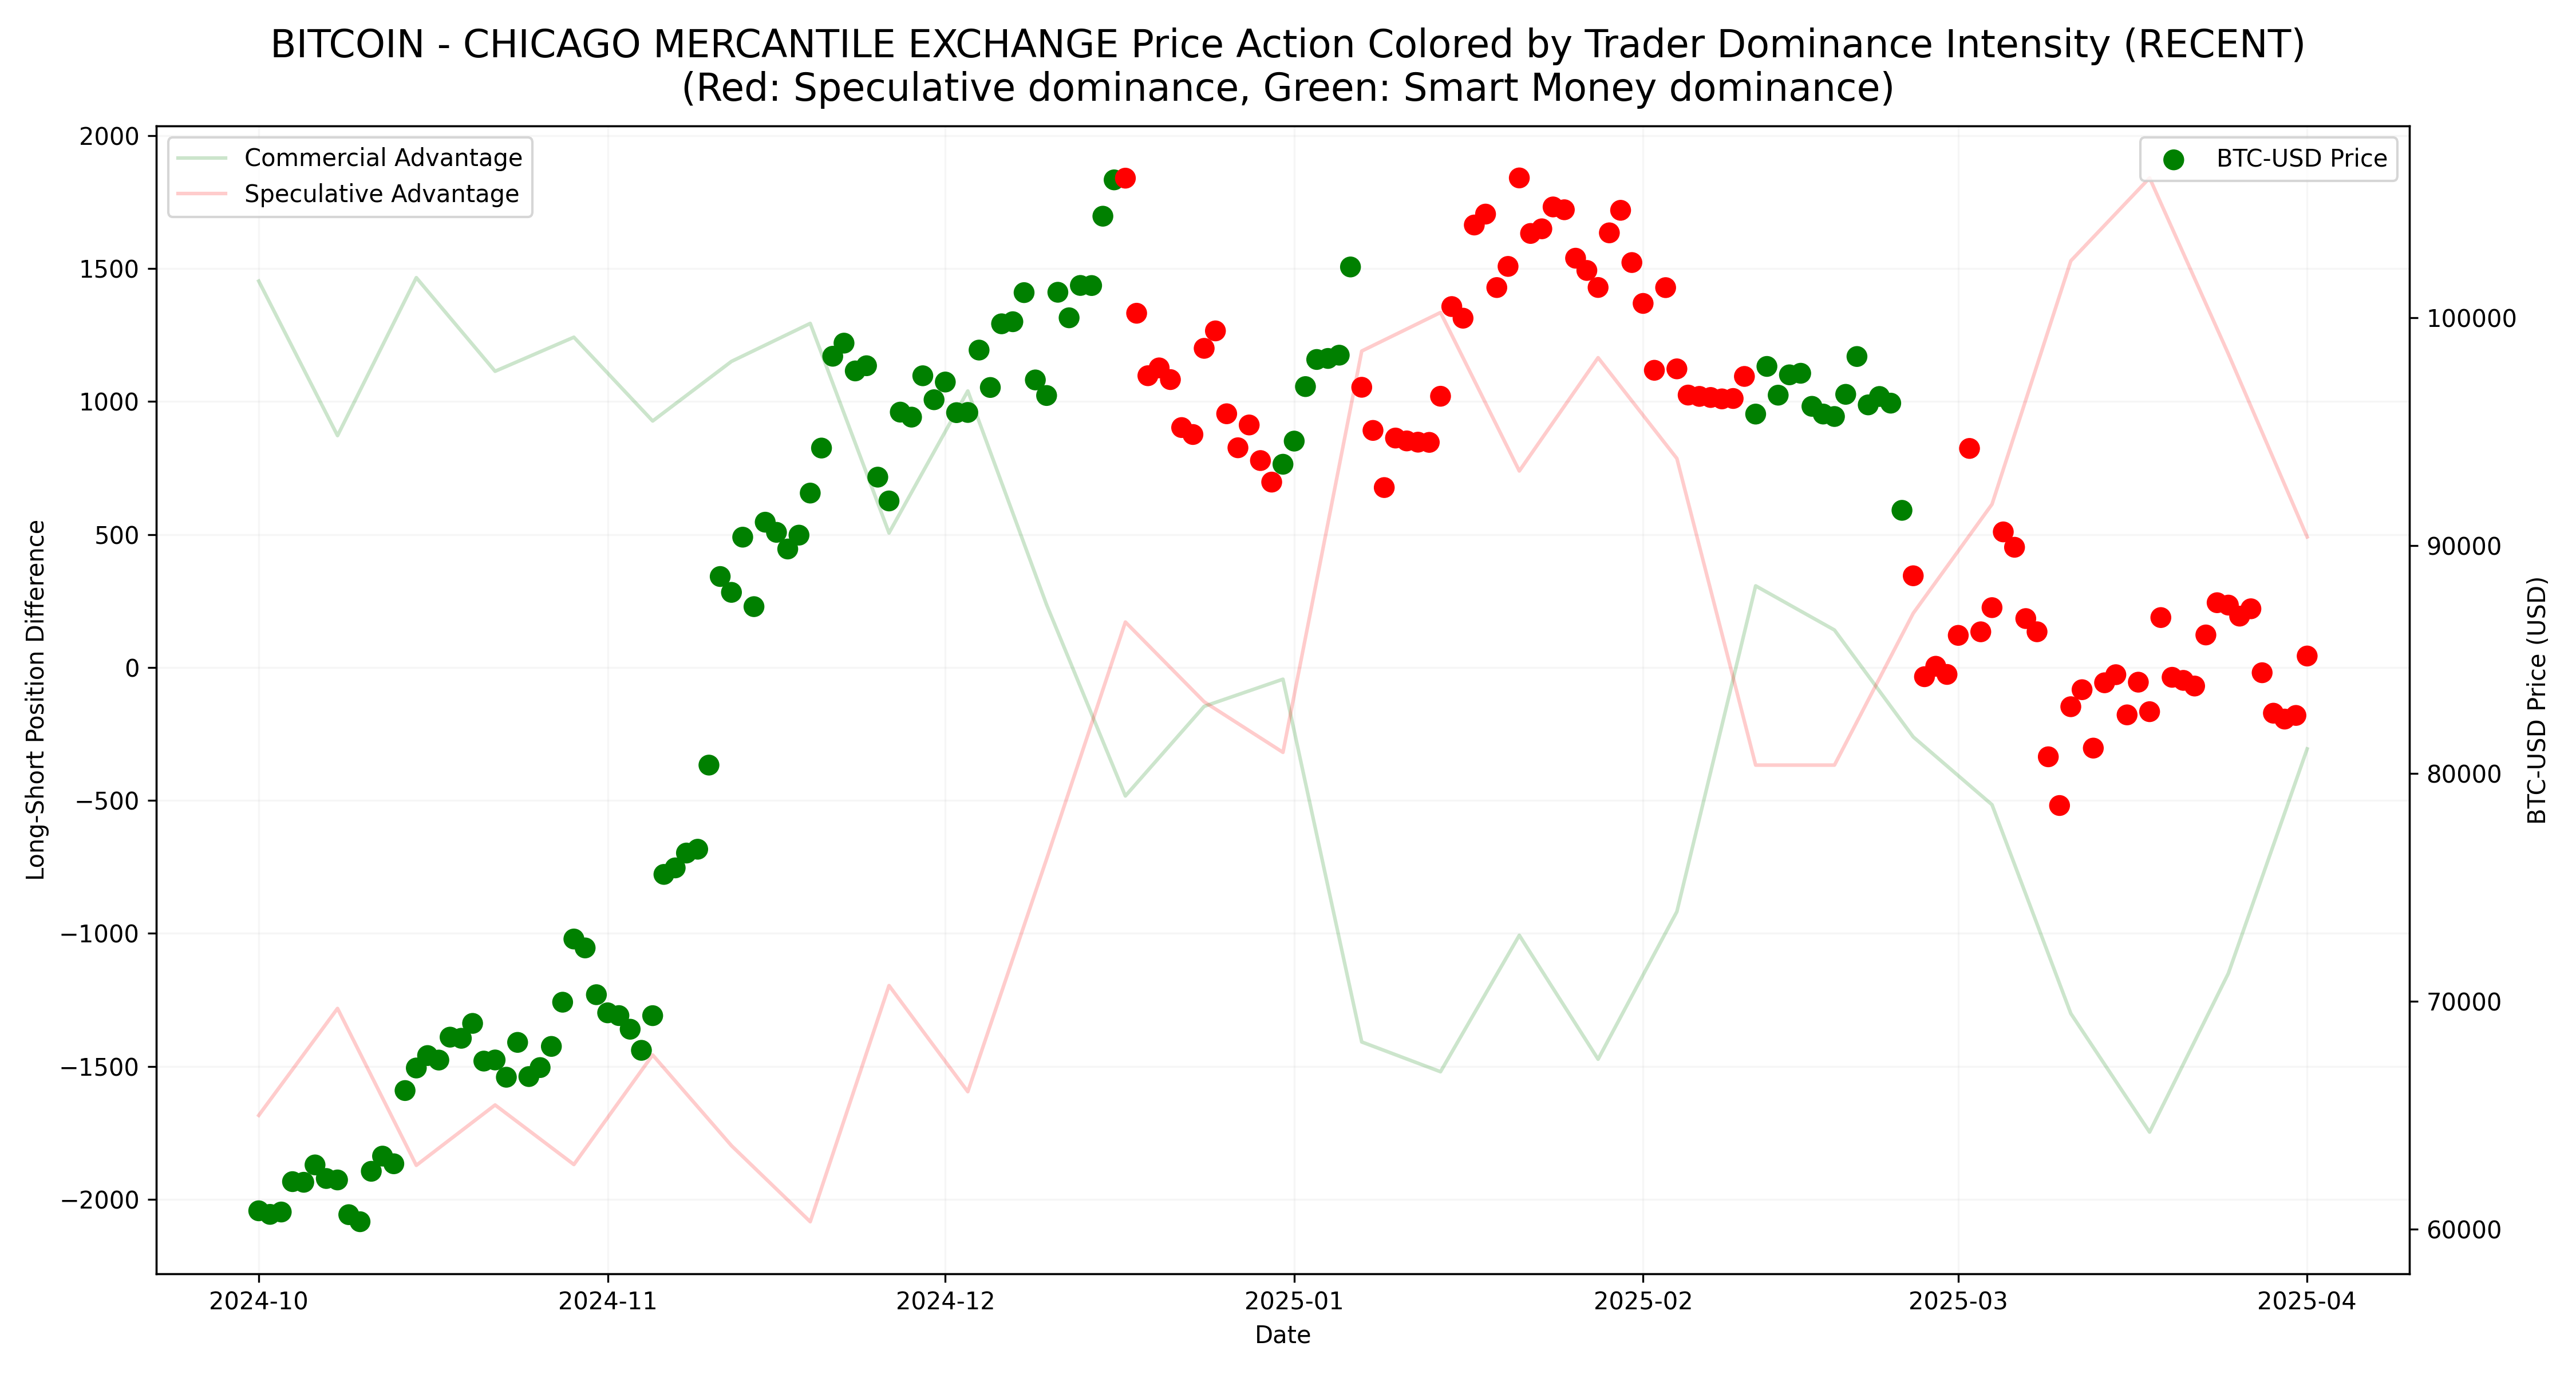 BITCOIN - CHICAGO MERCANTILE EXCHANGE Price Action Colored by Trader Dominance Intensity (RECENT)
(Red: Speculative dominance, Green: Smart Money dominance)
Commercial Advantage
Speculative Advantage
BTC-USD Price
2000
1500
1000
500
0
−500
−1000
−1500
−2000
Long-Short Position Difference
100000
90000
80000
70000
60000
BTC-USD Price (USD)
2024-10
2024-11
2024-12
2025-01
2025-02
2025-03
2025-04
Date